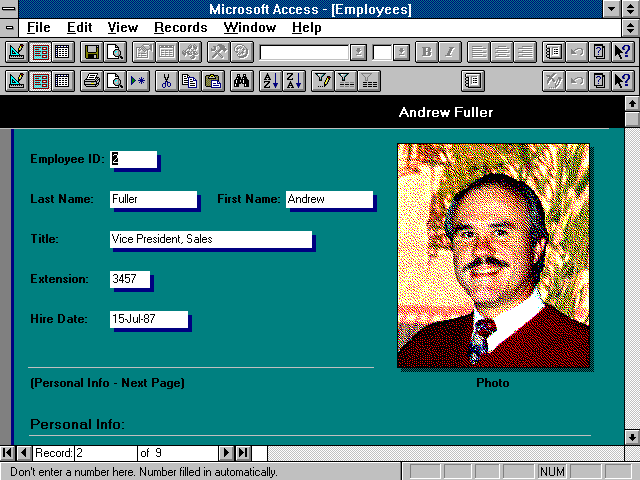 Microsoft Access - [Employees]
File Edit View Records Window Help
B I
A Z Z A
Andrew Fuller
Employee ID: 2
Last Name: Fuller First Name: Andrew
Title: Vice President, Sales
Extension: 3457
Hire Date: 15-Jul-87
(Personal Info - Next Page) Photo
Personal Info:
Record: 2 of 9
Don't enter a number here. Number filled in automatically. NUM